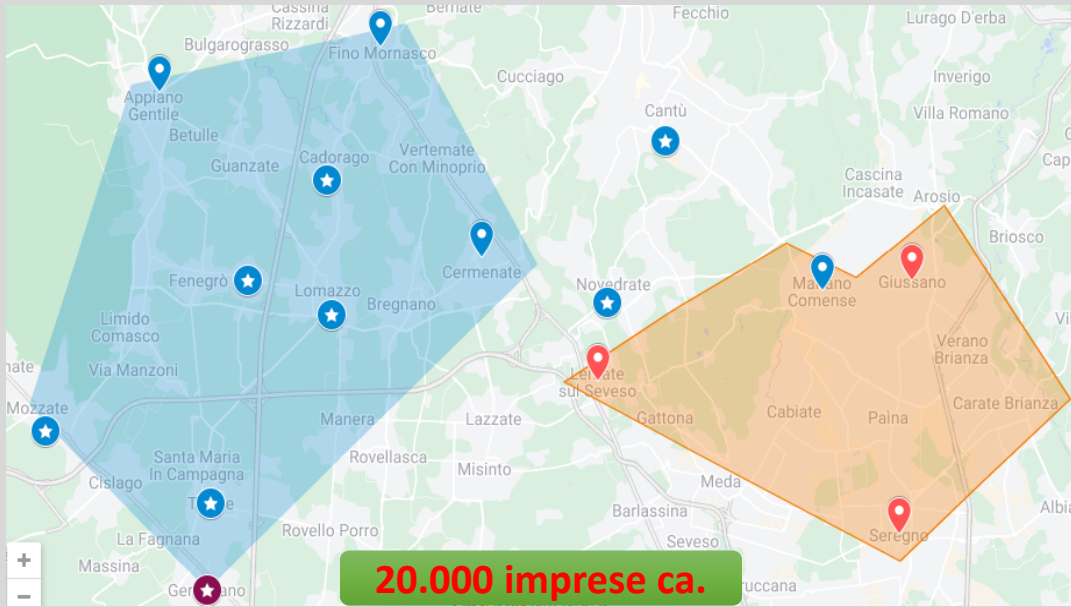 Cassina
Rizzardi
Bernate
Fecchio
Lurago D'erba
Bulgarograsso
Fino Mornasco
Cucciago
Inverigo
Appiano
Gentile
Cantù
Villa Romano
Betulle
Guanzate
Cadorago
Vertemate
Con Minoprio
Cascina
Incasate
Arosio
Briosco
Cermenate
Fenegrò
Lomazzo
Bregnano
Novedrate
Mariano
Comense
Giussano
Limido
Comasco
Verano
Brianza
Via Manzoni
Lentate
sul Seveso
Mozzate
Manera
Lazzate
Gattona
Cabiate
Paina
Carate Brianza
Santa Maria
In Campagna
Rovellasca
Misinto
Meda
Cislago
Barlassina
La Fagnana
Rovello Porro
Seveso
Seregno
Massina
+
−
20.000 imprese ca.